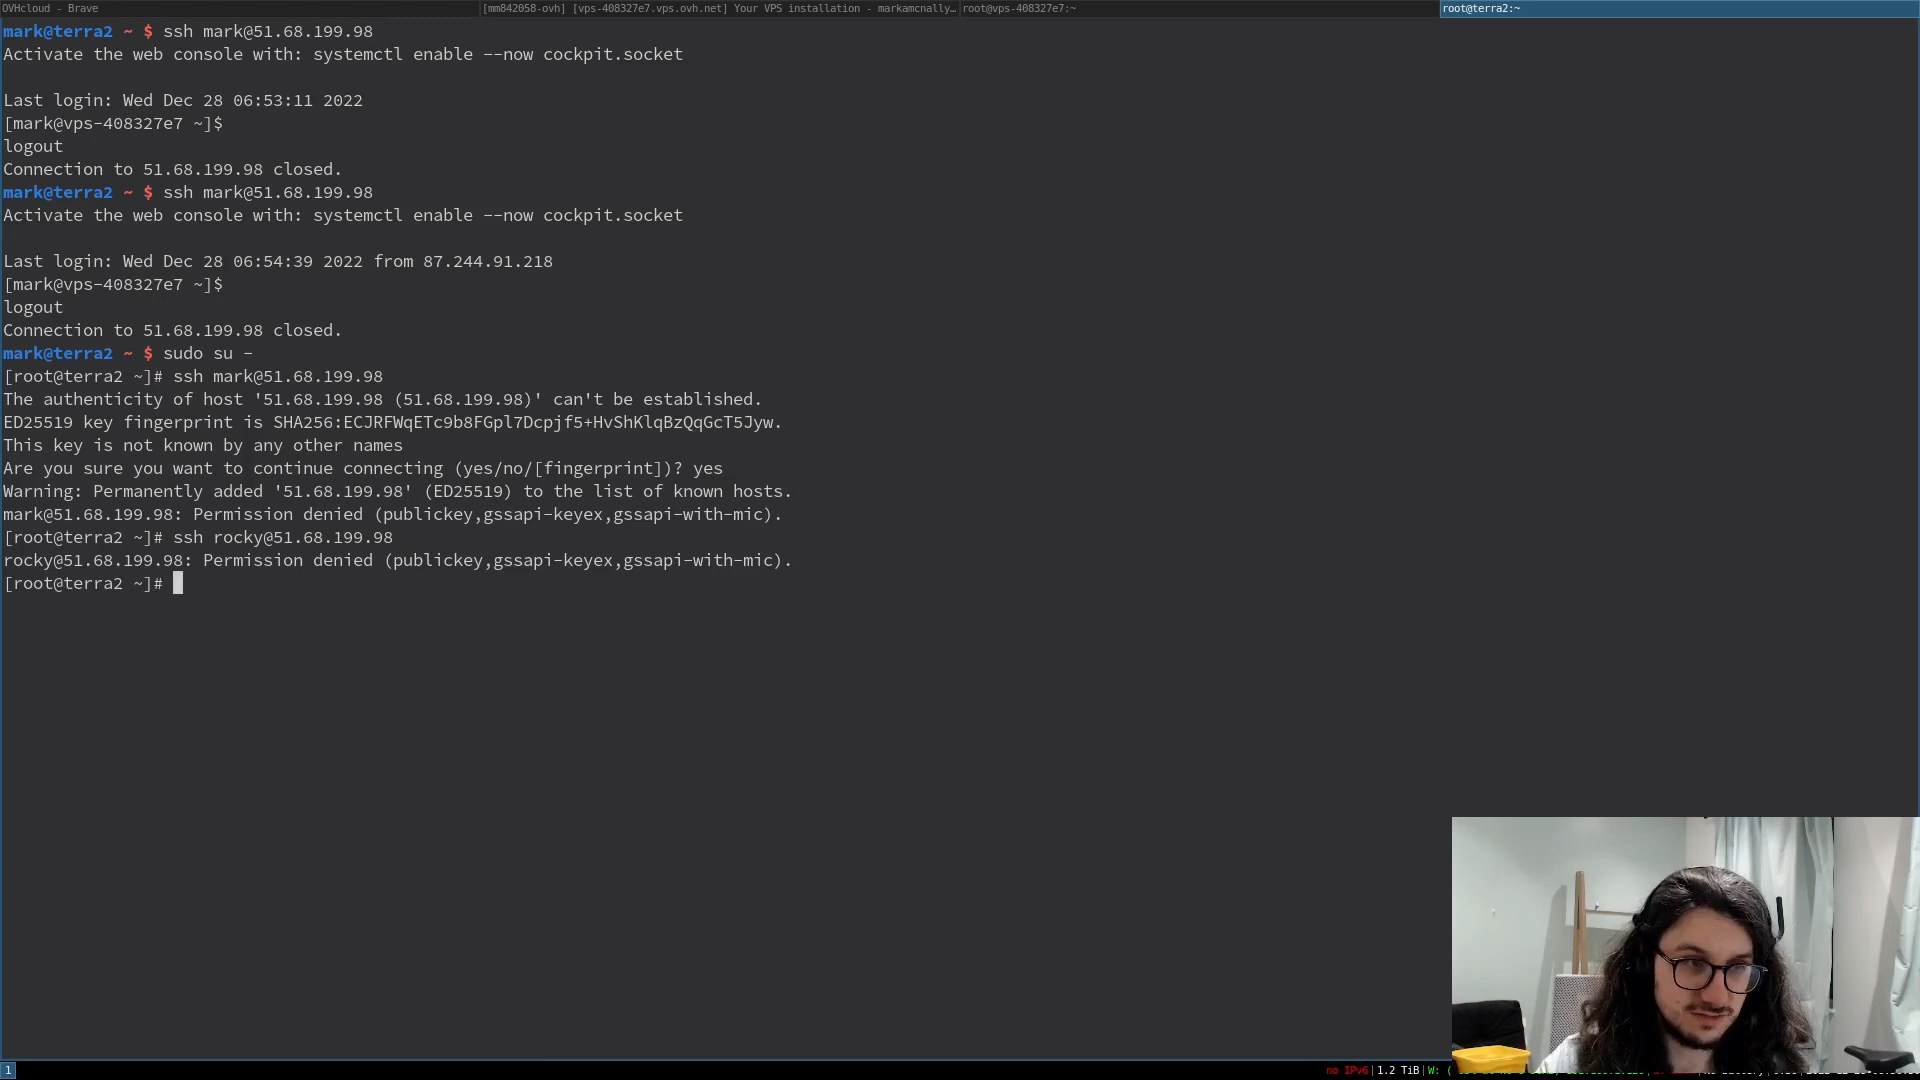 OVHcloud - Brave
[mm842058-ovh] [vps-408327e7.vps.ovh.net] Your VPS installation - markamcnally…
root@vps-408327e7:~
root@terra2:~
mark@terra2 ~ $ ssh mark@51.68.199.98
Activate the web console with: systemctl enable --now cockpit.socket
Last login: Wed Dec 28 06:53:11 2022
[mark@vps-408327e7 ~]$
logout
Connection to 51.68.199.98 closed.
mark@terra2 ~ $ ssh mark@51.68.199.98
Activate the web console with: systemctl enable --now cockpit.socket
Last login: Wed Dec 28 06:54:39 2022 from 87.244.91.218
[mark@vps-408327e7 ~]$
logout
Connection to 51.68.199.98 closed.
mark@terra2 ~ $ sudo su -
[root@terra2 ~]# ssh mark@51.68.199.98
The authenticity of host '51.68.199.98 (51.68.199.98)' can't be established.
ED25519 key fingerprint is SHA256:ECJRFWqETc9b8FGpl7Dcpjf5+HvShKlqBzQqGcT5Jyw.
This key is not known by any other names
Are you sure you want to continue connecting (yes/no/[fingerprint])? yes
Warning: Permanently added '51.68.199.98' (ED25519) to the list of known hosts.
mark@51.68.199.98: Permission denied (publickey,gssapi-keyex,gssapi-with-mic).
[root@terra2 ~]# ssh rocky@51.68.199.98
rocky@51.68.199.98: Permission denied (publickey,gssapi-keyex,gssapi-with-mic).
[root@terra2 ~]#
1
no IPv6|1.2 TiB|W: (